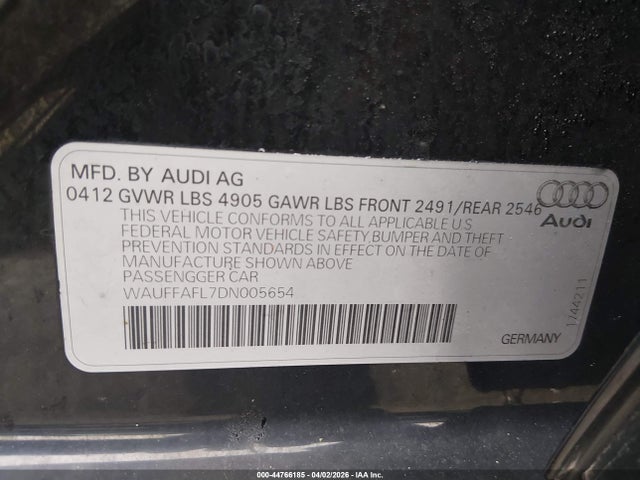 MFD. BY AUDI AG
0412 GVWR LBS 4905 GAWR LBS FRONT 2491/REAR 2546
THIS VEHICLE CONFORMS TO ALL APPLICABLE U.S
FEDERAL MOTOR VEHICLE SAFETY,BUMPER AND THEFT
PREVENTION STANDARDS IN EFFECT ON THE DATE OF
MANUFACTURE SHOWN ABOVE
PASSENGGER CAR
WAUFFAFL7DN005654
Audi
1744211
GERMANY
000-44766185 - 04/02/2026 - IAA Inc.